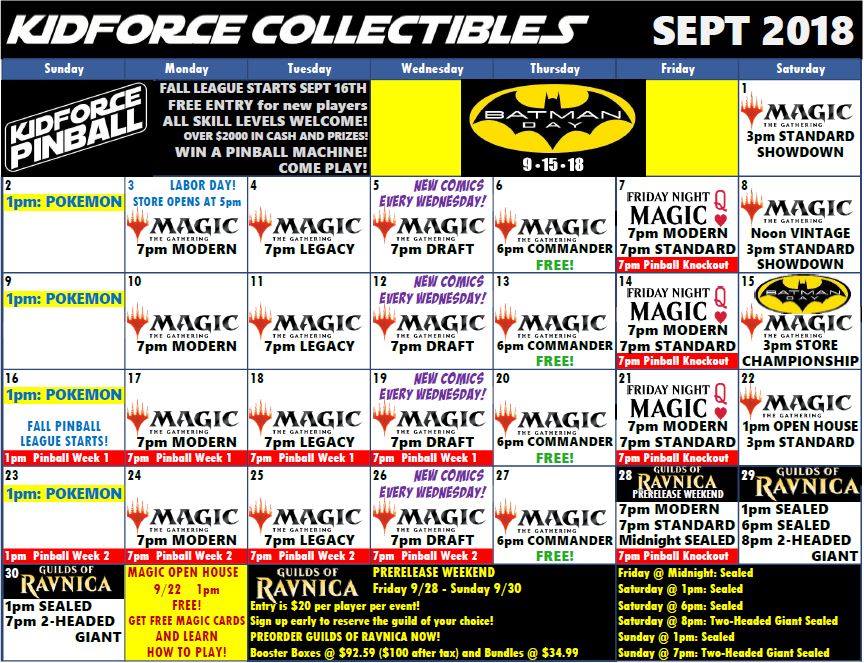 KIDFORCE COLLECTIBLES SEPT 2018
Sunday Monday Tuesday Wednesday Thursday Friday Saturday
KIDFORCE
PINBALL
FALL LEAGUE STARTS SEPT 16TH
FREE ENTRY for new players
ALL SKILL LEVELS WELCOME!
OVER $2000 IN CASH AND PRIZES!
WIN A PINBALL MACHINE!
COME PLAY!
BATMAN
DAY
9•15•18
1
MAGIC
THE GATHERING
3pm STANDARD
SHOWDOWN
2
1pm: POKEMON
3 LABOR DAY!
STORE OPENS AT 5pm
MAGIC
THE GATHERING
7pm MODERN
4
MAGIC
THE GATHERING
7pm LEGACY
5 NEW COMICS
EVERY WEDNESDAY!
MAGIC
THE GATHERING
7pm DRAFT
6
MAGIC
THE GATHERING
6pm COMMANDER
FREE!
7
FRIDAY NIGHT
MAGIC Q
7pm MODERN
7pm STANDARD
7pm Pinball Knockout
8
MAGIC
THE GATHERING
Noon VINTAGE
3pm STANDARD
SHOWDOWN
9
1pm: POKEMON
10
MAGIC
THE GATHERING
7pm MODERN
11
MAGIC
THE GATHERING
7pm LEGACY
12 NEW COMICS
EVERY WEDNESDAY!
MAGIC
THE GATHERING
7pm DRAFT
13
MAGIC
THE GATHERING
6pm COMMANDER
FREE!
14
FRIDAY NIGHT
MAGIC Q
7pm MODERN
7pm STANDARD
7pm Pinball Knockout
15
BATMAN
DAY
MAGIC
THE GATHERING
3pm STORE
CHAMPIONSHIP
16
1pm: POKEMON
FALL PINBALL
LEAGUE STARTS!
1pm Pinball Week 1
17
MAGIC
THE GATHERING
7pm MODERN
7pm Pinball Week 1
18
MAGIC
THE GATHERING
7pm LEGACY
7pm Pinball Week 1
19 NEW COMICS
EVERY WEDNESDAY!
MAGIC
THE GATHERING
7pm DRAFT
7pm Pinball Week 1
20
MAGIC
THE GATHERING
6pm COMMANDER
FREE!
21
FRIDAY NIGHT
MAGIC Q
7pm MODERN
7pm STANDARD
7pm Pinball Knockout
22
MAGIC
THE GATHERING
1pm OPEN HOUSE
3pm STANDARD
23
1pm: POKEMON
1pm Pinball Week 2
24
MAGIC
THE GATHERING
7pm MODERN
7pm Pinball Week 2
25
MAGIC
THE GATHERING
7pm LEGACY
7pm Pinball Week 2
26 NEW COMICS
EVERY WEDNESDAY!
MAGIC
THE GATHERING
7pm DRAFT
7pm Pinball Week 2
27
MAGIC
THE GATHERING
6pm COMMANDER
FREE!
28 GUILDS OF
RAVNICA
PRERELEASE WEEKEND
7pm MODERN
7pm STANDARD
Midnight SEALED
7pm Pinball Knockout
29 GUILDS OF
RAVNICA
1pm SEALED
6pm SEALED
8pm 2-HEADED
GIANT
30 GUILDS OF
RAVNICA
1pm SEALED
7pm 2-HEADED
GIANT
MAGIC OPEN HOUSE
9/22 1pm
FREE!
GET FREE MAGIC CARDS
AND LEARN
HOW TO PLAY!
GUILDS OF
RAVNICA
PRERELEASE WEEKEND
Friday 9/28 - Sunday 9/30
Entry is $20 per player per event!
Sign up early to reserve the guild of your choice!
PREORDER GUILDS OF RAVNICA NOW!
Booster Boxes @ $92.59 ($100 after tax) and Bundles @ $34.99
Friday @ Midnight: Sealed
Saturday @ 1pm: Sealed
Saturday @ 6pm: Sealed
Saturday @ 8pm: Two-Headed Giant Sealed
Sunday @ 1pm: Sealed
Sunday @ 7pm: Two-Headed Giant Sealed